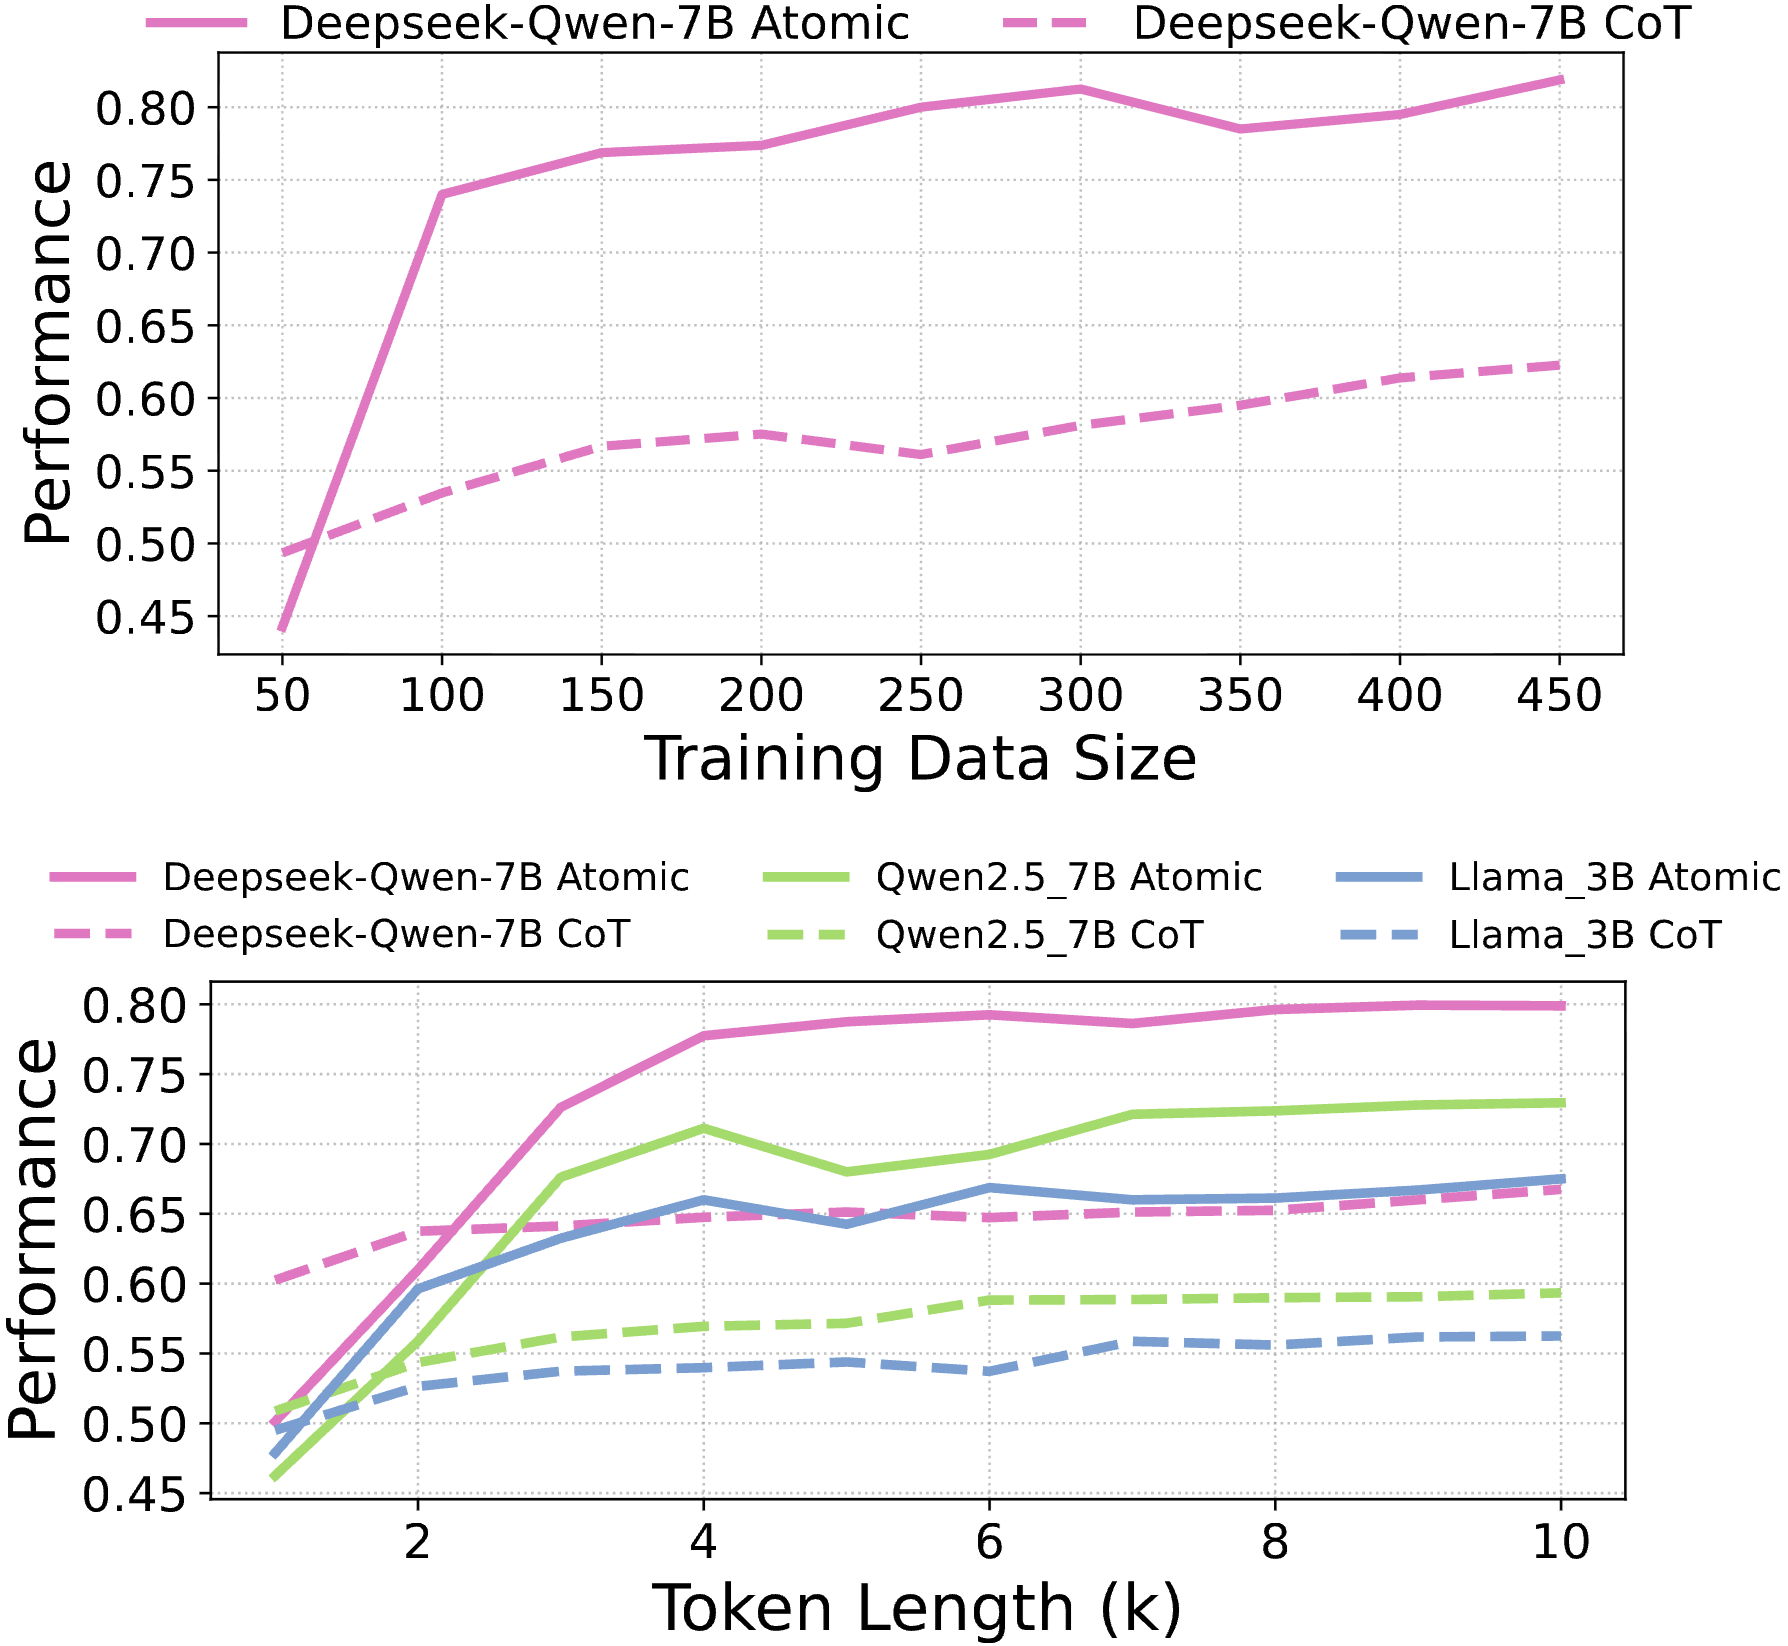 Deepseek-Qwen-7B Atomic Deepseek-Qwen-7B CoT
Performance
0.80
0.75
0.70
0.65
0.60
0.55
0.50
0.45
50 100 150 200 250 300 350 400 450
Training Data Size
Deepseek-Qwen-7B Atomic Qwen2.5_7B Atomic Llama_3B Atomic
Deepseek-Qwen-7B CoT Qwen2.5_7B CoT Llama_3B CoT
Performance
0.80
0.75
0.70
0.65
0.60
0.55
0.50
0.45
2 4 6 8 10
Token Length (k)